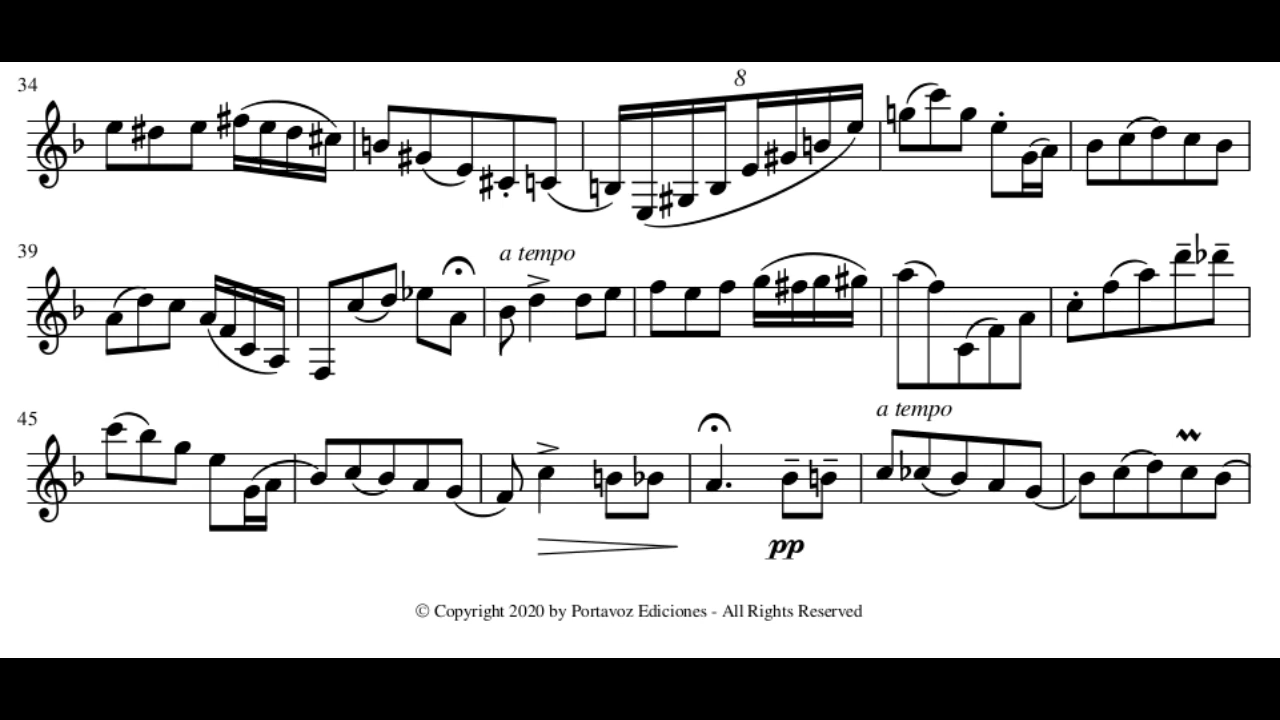 34
8
39
a tempo
45
a tempo
pp
© Copyright 2020 by Portavoz Ediciones - All Rights Reserved